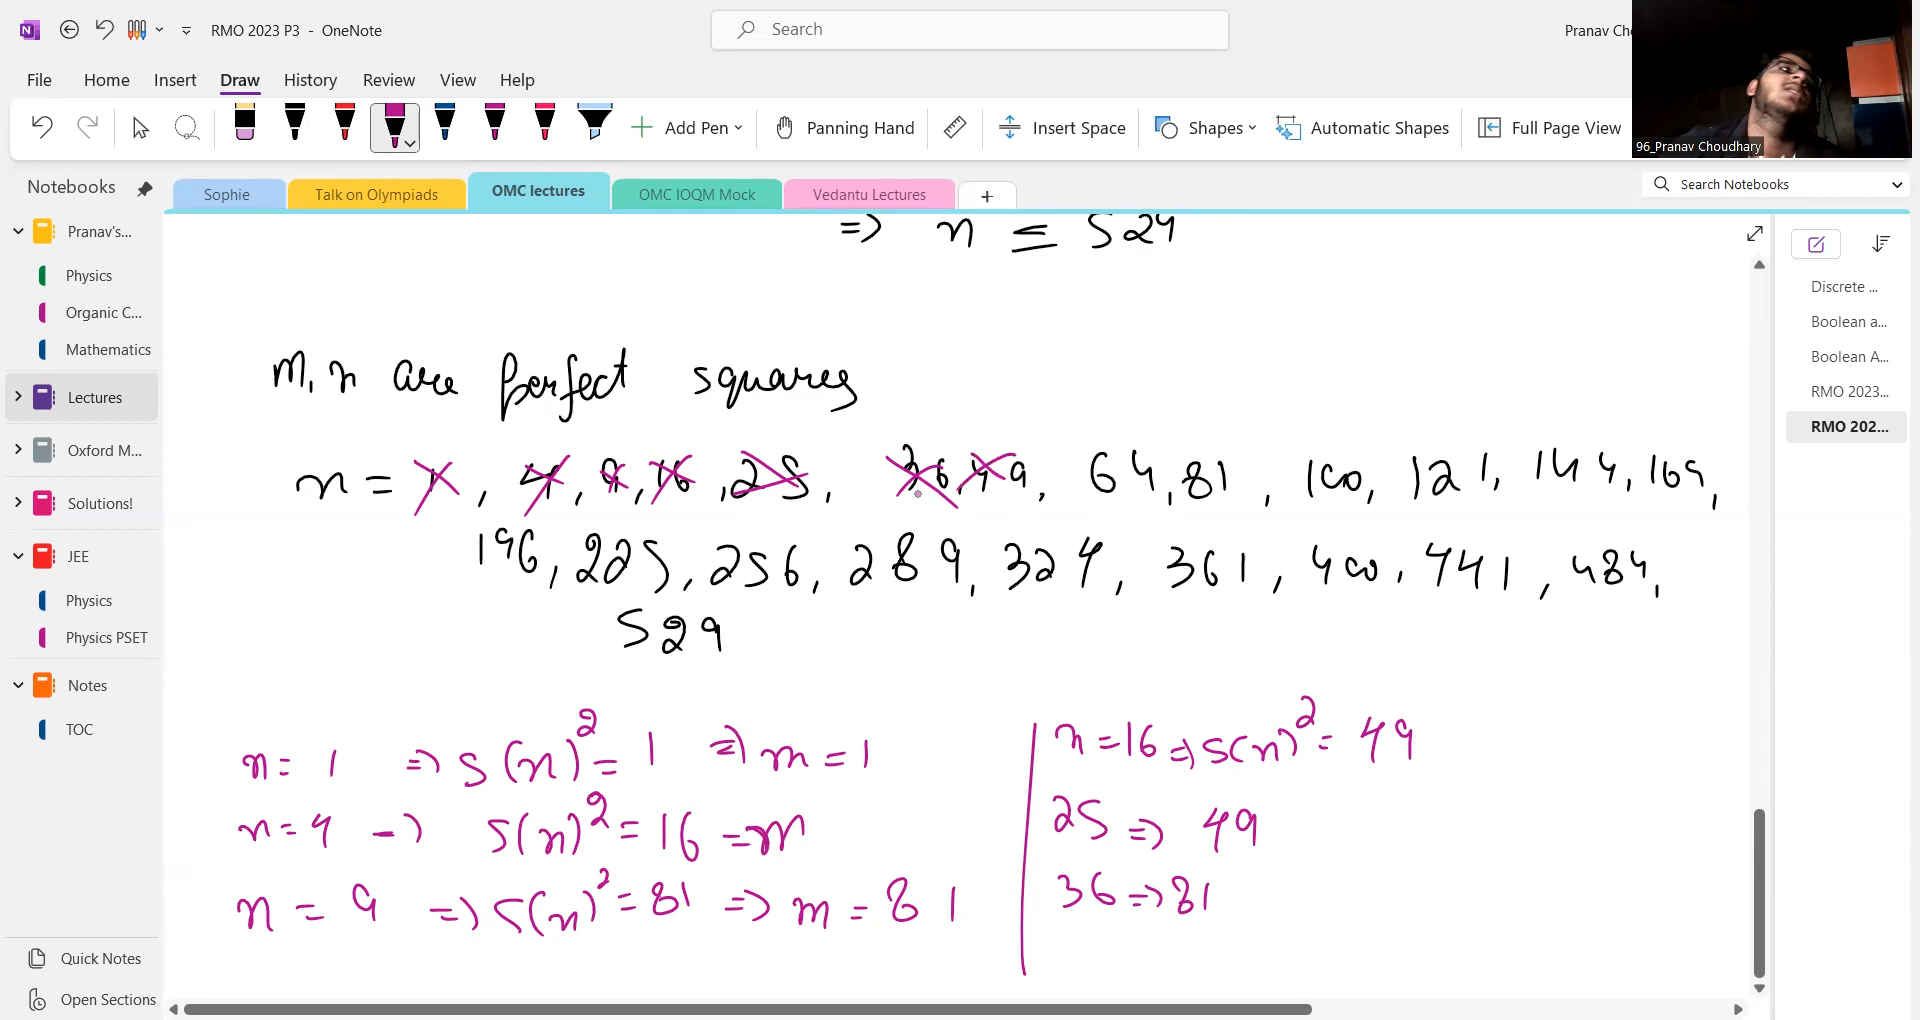 RMO 2023 P3 - OneNote
Search
Pranav Ch
File Home Insert Draw History Review View Help
Add Pen
Panning Hand
Insert Space
Shapes
Automatic Shapes
Full Page View
96_Pranav Choudhary
Notebooks
Sophie
Talk on Olympiads
OMC lectures
OMC IOQM Mock
Vedantu Lectures
+
Search Notebooks
Pranav's...
Physics
Organic C...
Mathematics
Lectures
Oxford M...
Solutions!
JEE
Physics
Physics PSET
Notes
TOC
Quick Notes
Open Sections
=> n ≤ 529
m, n are perfect squares
n = 1, 4, 9, 16, 25, 36, 49, 64, 81, 100, 121, 144, 169,
196, 225, 256, 289, 324, 361, 400, 441, 484,
529
n = 1 => s(n)² = 1 => m = 1
n = 4 -> s(n)² = 16 = m
n = 9 => s(n)² = 81 => m = 81
n = 16 => s(n)² = 49
25 => 49
36 => 81
Discrete ...
Boolean a...
Boolean A...
RMO 2023...
RMO 202...